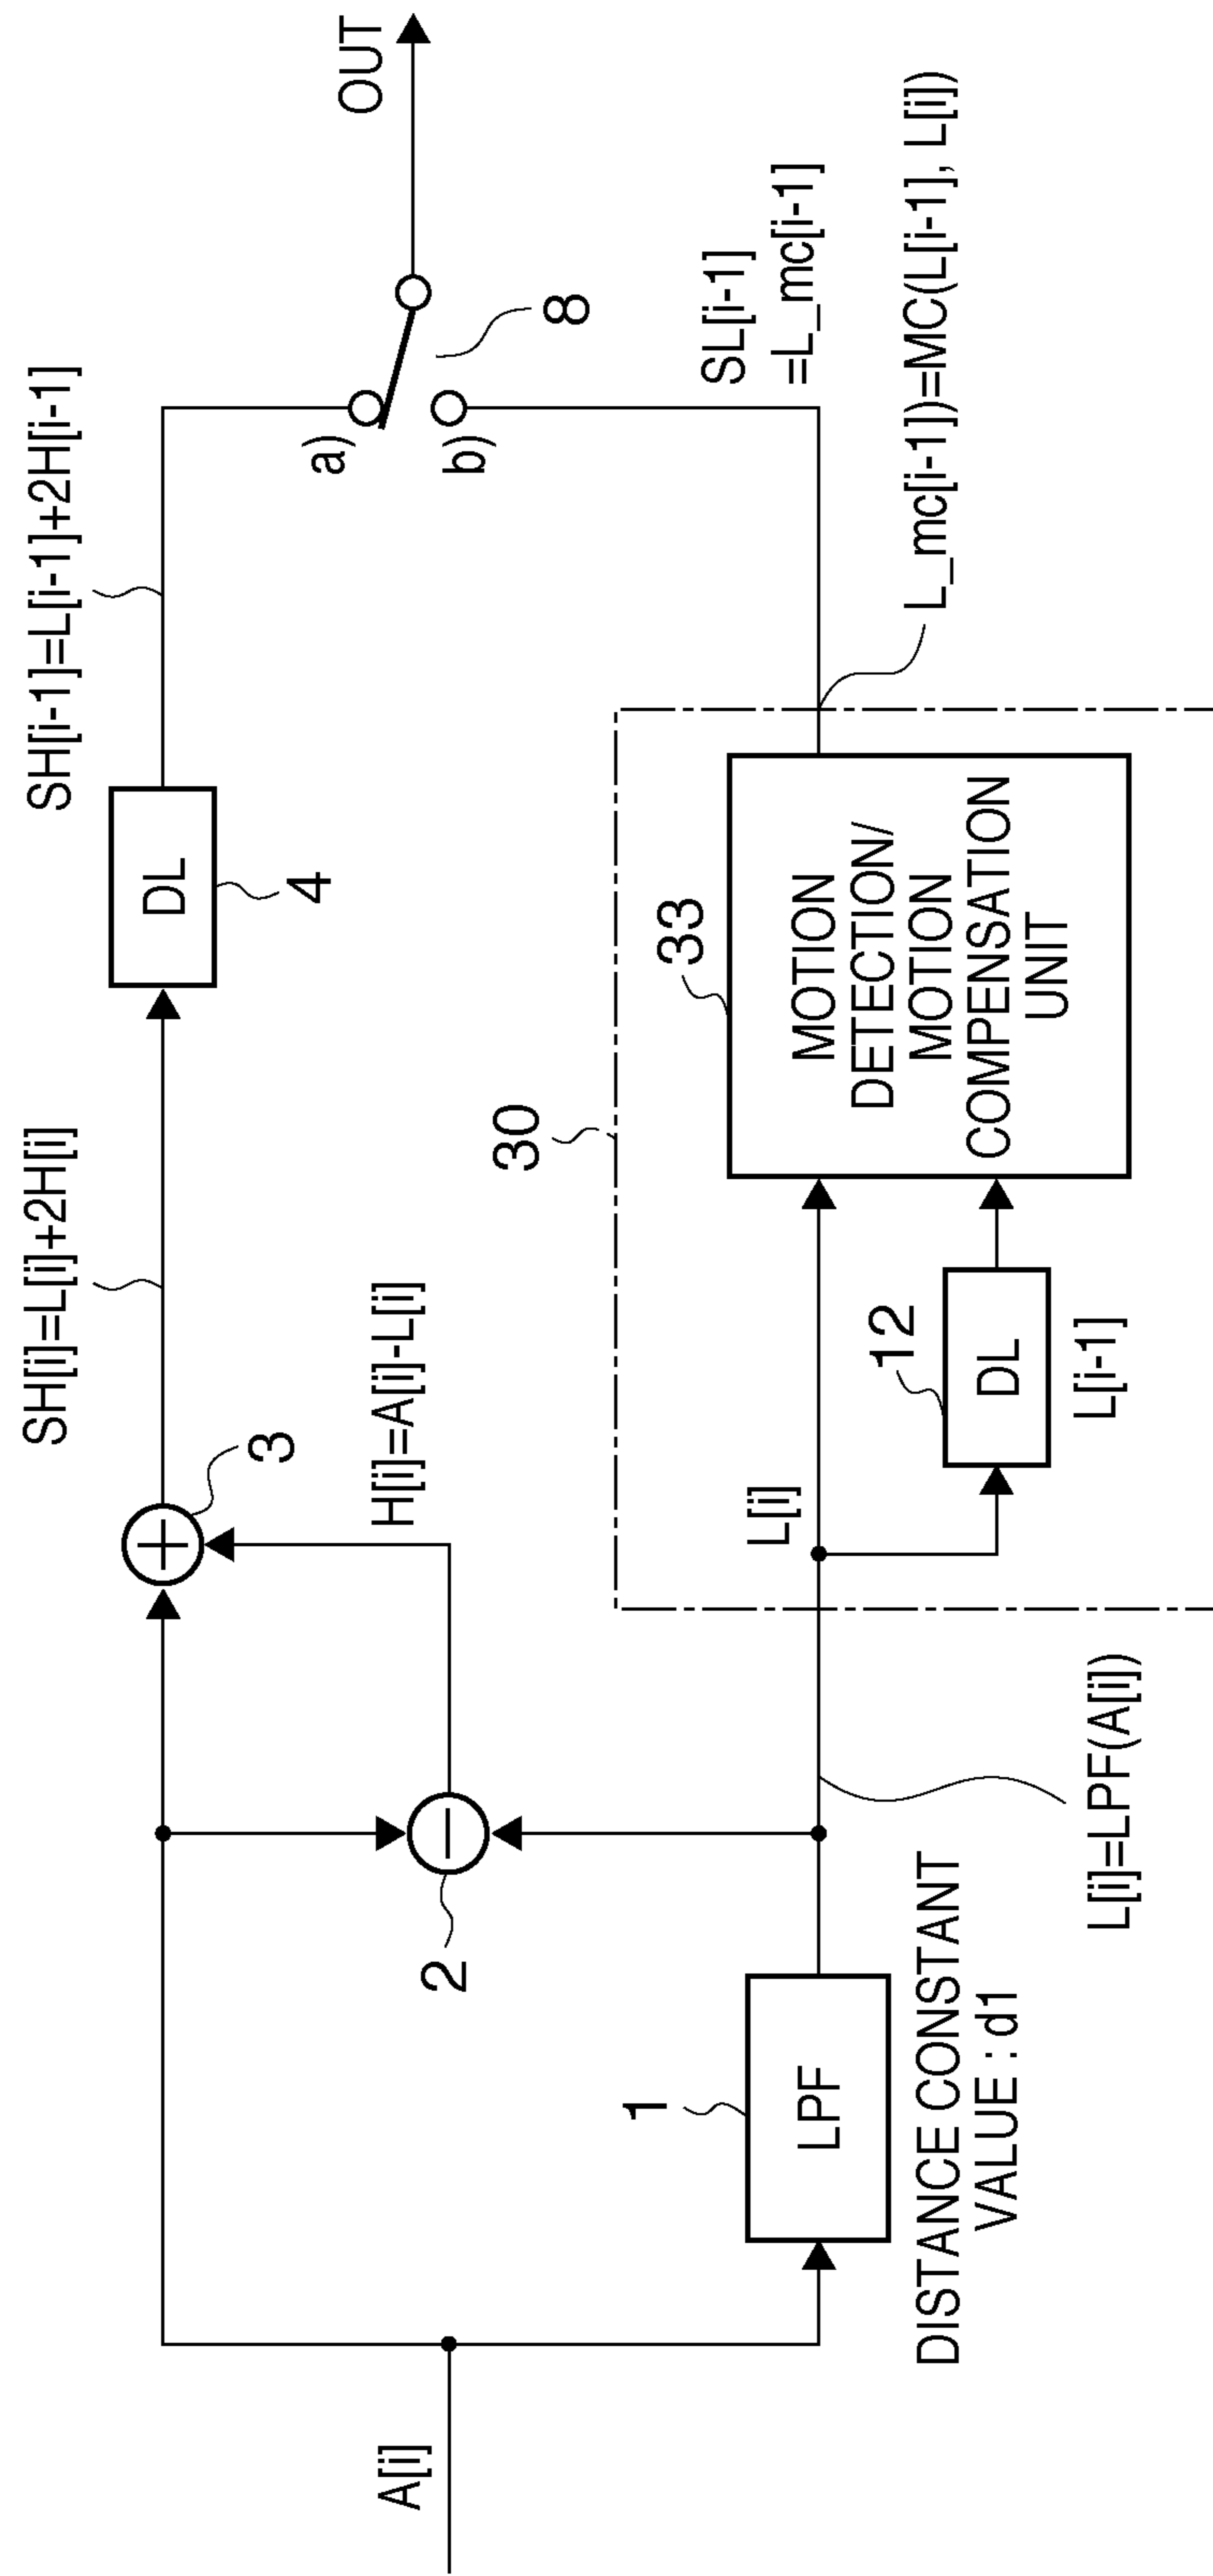 A[i]
1
LPF
DISTANCE CONSTANT
VALUE : d1
L[i]=LPF(A[i])
2
H[i]=A[i]-L[i]
3
SH[i]=L[i]+2H[i]
DL
4
SH[i-1]=L[i-1]+2H[i-1]
30
L[i]
12
DL
L[i-1]
33
MOTION
DETECTION/
MOTION
COMPENSATION
UNIT
L_mc[i-1])=MC(L[i-1], L[i])
SL[i-1]
=L_mc[i-1]
a)
b)
8
OUT